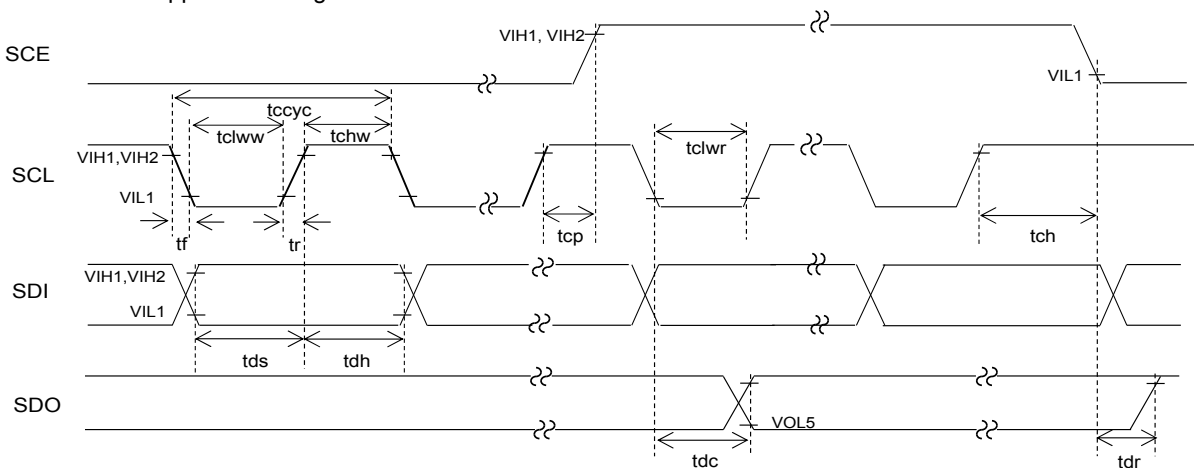 VIH1, VIH2
SCE
VIL1
tccyc
tclww
tchw
tclwr
VIH1,VIH2
SCL
VIL1
tf
tr
tcp
tch
VIH1,VIH2
SDI
VIL1
tds
tdh
SDO
VOL5
tdc
tdr